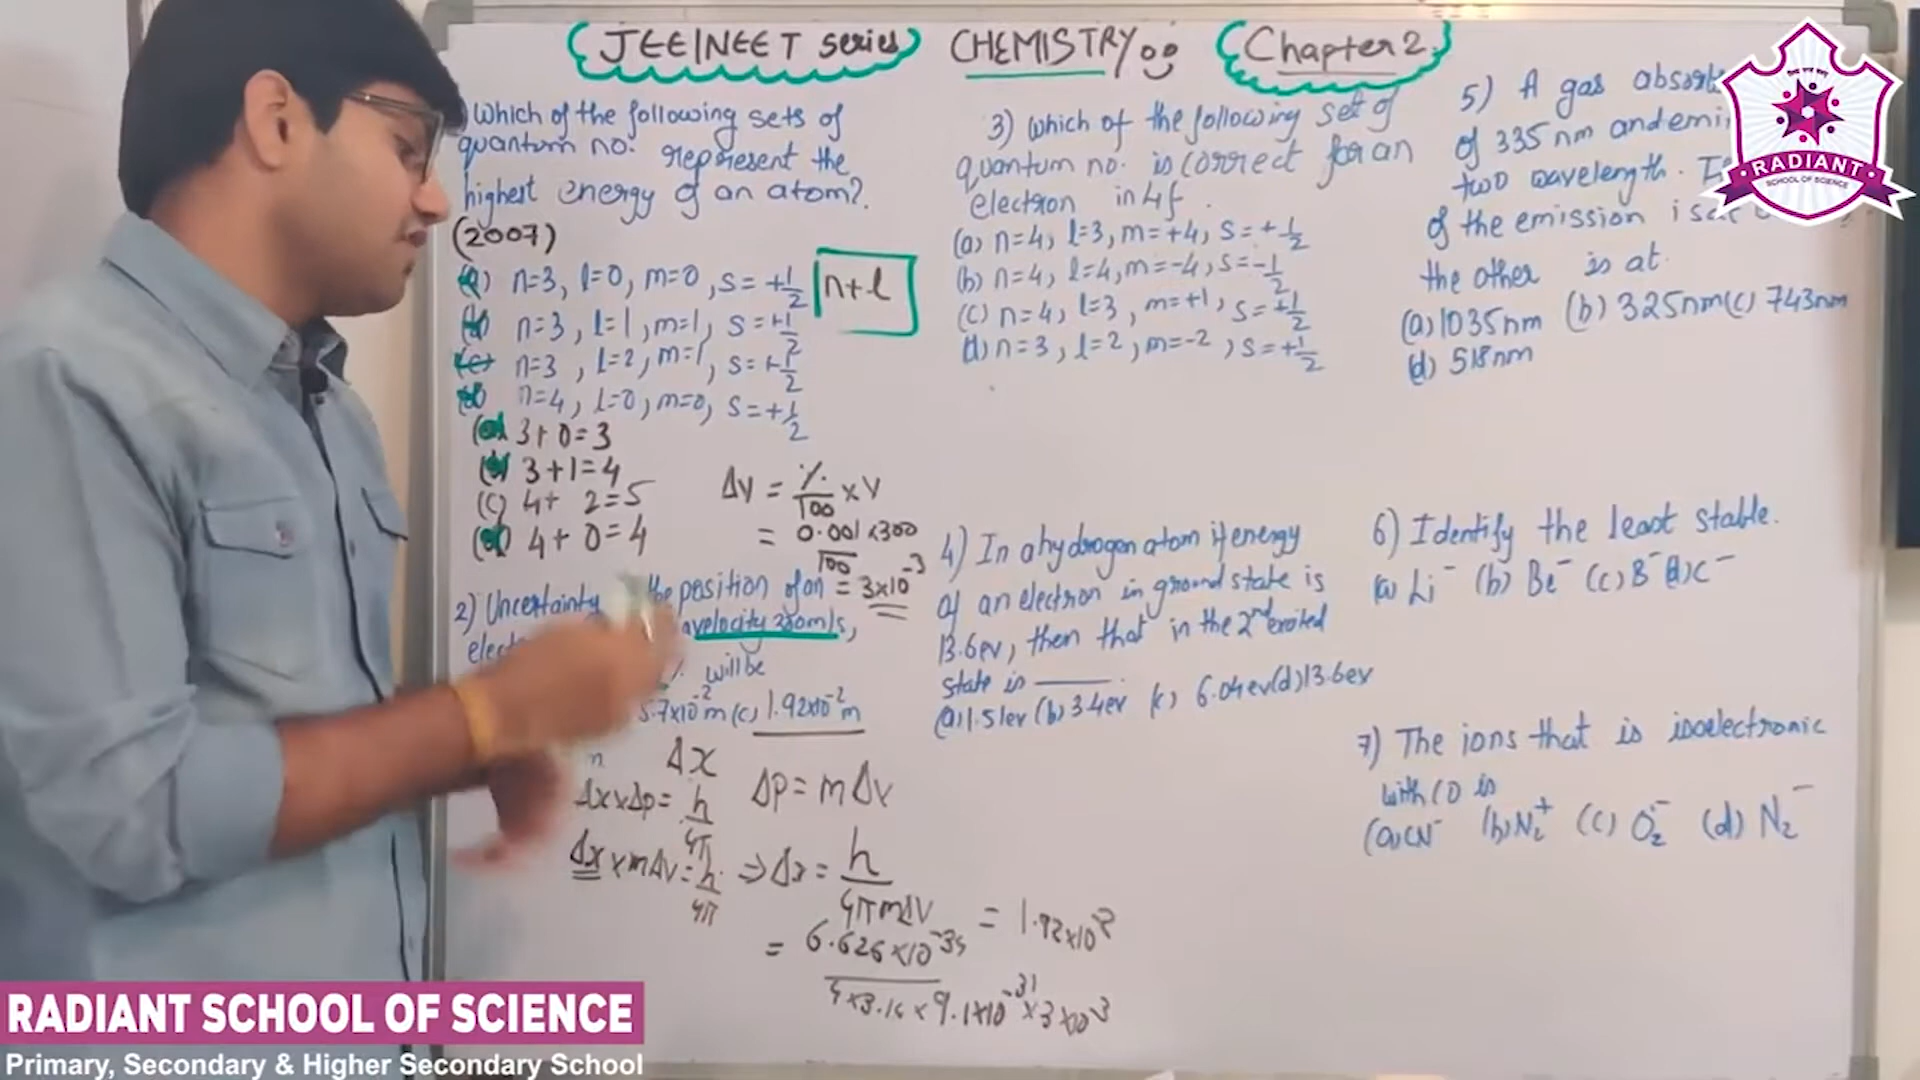 JEE|NEET series CHEMISTRY Chapter 2
Which of the following sets of
quantum no. represent the
highest energy of an atom?
(2007)
(a) n=3, l=0, m=0, s=+1/2
(b) n=3, l=1, m=1, s=+1/2
(c) n=3, l=2, m=1, s=+1/2
(d) n=4, l=0, m=0, s=+1/2
n+l
(a) 3+0=3
(b) 3+1=4
(c) 4+2=5
(d) 4+0=4
Δv = %/100 × v
= 0.001×300/100
= 3×10⁻³
2) Uncertainty the position of an
elect velocity 300m/s,
% will be
5.7×10⁻²m (c) 1.92×10⁻²m
Δx
Δx×Δp = h/4π Δp = mΔv
Δx×mΔv = h/4π ⇒ Δx = h/4πmΔv
= 6.626×10⁻³⁴/4×3.14×9.1×10⁻³¹×3×10⁻³ = 1.92×10⁻²
3) Which of the following set of
quantum no. is correct for an
electron in 4f.
(a) n=4, l=3, m=+4, s=+1/2
(b) n=4, l=4, m=-4, s=-1/2
(c) n=4, l=3, m=+1, s=+1/2
(d) n=3, l=2, m=-2, s=+1/2
4) In a hydrogen atom if energy
of an electron in ground state is
13.6ev, then that in the 2nd excited
state is
(a) 1.51ev (b) 3.4ev (c) 6.04ev (d) 13.6ev
5) A gas absorb
of 335nm and emi
two wavelength. I
of the emission is at
the other is at.
(a) 1035nm (b) 325nm (c) 743nm
(d) 518nm
6) Identify the least stable.
(a) Li⁻ (b) Be⁻ (c) B⁻ (d) C⁻
7) The ions that is isoelectronic
with CO is
(a) CN⁻ (b) N₂⁺ (c) O₂⁻ (d) N₂⁻
RADIANT
SCHOOL OF SCIENCE
RADIANT SCHOOL OF SCIENCE
Primary, Secondary & Higher Secondary School